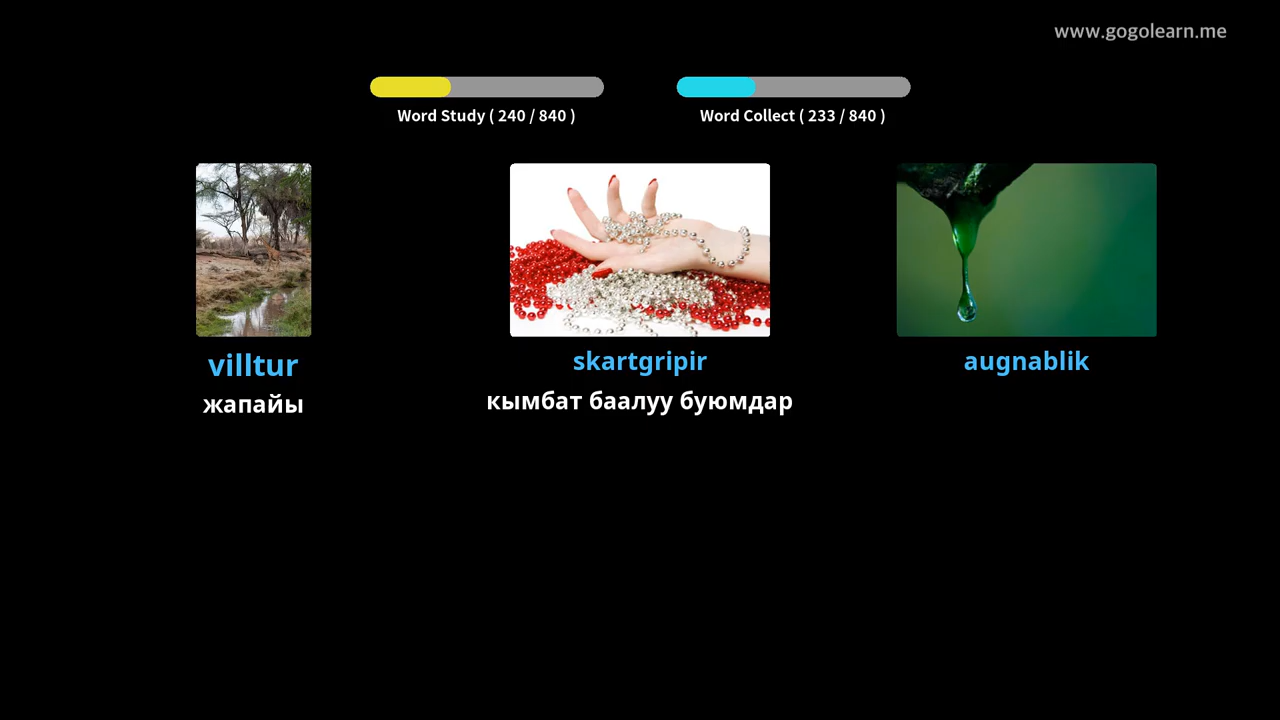 www.gogolearn.me
Word Study ( 240 / 840 )
Word Collect ( 233 / 840 )
villtur
жапайы
skartgripir
кымбат баалуу буюмдар
augnablik